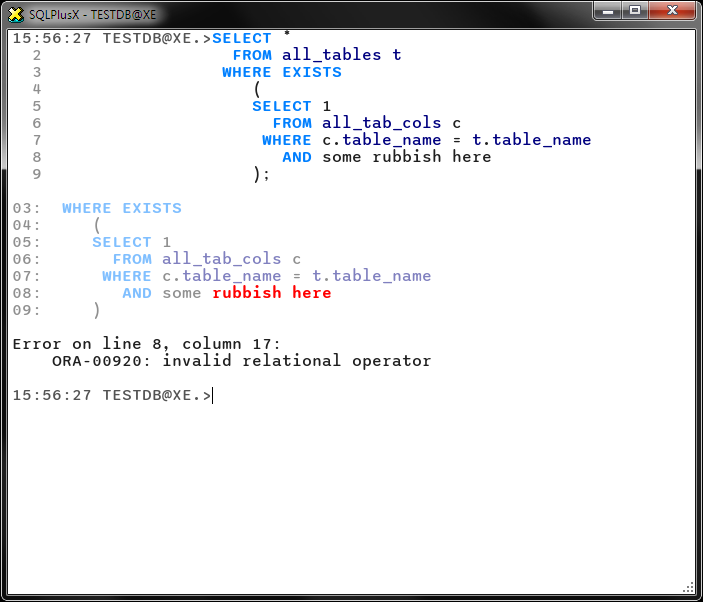 SQLPlusX - TESTDB@XE
15:56:27 TESTDB@XE.>SELECT *
  2                   FROM all_tables t
  3                  WHERE EXISTS
  4                     (
  5                     SELECT 1
  6                       FROM all_tab_cols c
  7                      WHERE c.table_name = t.table_name
  8                        AND some rubbish here
  9                     );
03:  WHERE EXISTS
04:     (
05:     SELECT 1
06:       FROM all_tab_cols c
07:      WHERE c.table_name = t.table_name
08:        AND some rubbish here
09:     )
Error on line 8, column 17:
    ORA-00920: invalid relational operator
15:56:27 TESTDB@XE.>